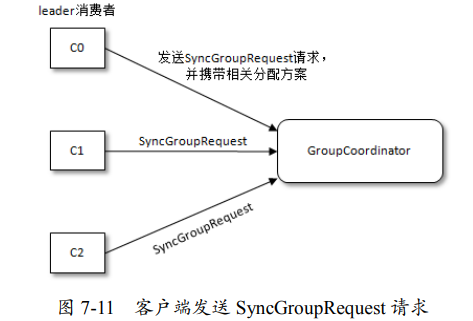 leader消费者
C0
发送SyncGroupRequest请求，
并携带相关分配方案
C1
SyncGroupRequest
GroupCoordinator
SyncGroupRequest
C2
图 7-11 客户端发送 SyncGroupRequest 请求